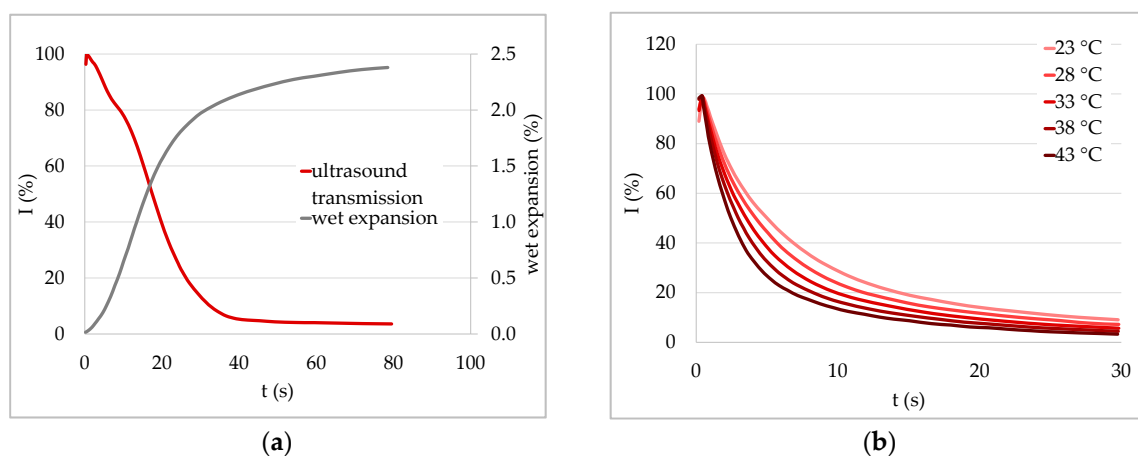 100
80
60
40
20
0
I (%)
0
20
40
60
80
100
t (s)
2.5
2.0
1.5
1.0
0.5
0.0
wet expansion (%)
ultrasound
transmission
wet expansion
(a)
120
100
80
60
40
20
0
I (%)
0
10
20
30
t (s)
23 °C
28 °C
33 °C
38 °C
43 °C
(b)